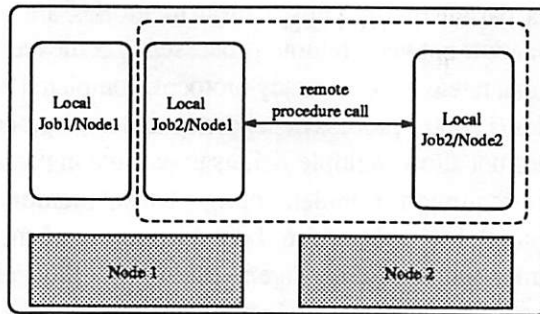 Local
Job1/Node1
Local
Job2/Node1
remote
procedure call
Local
Job2/Node2
Node 1
Node 2